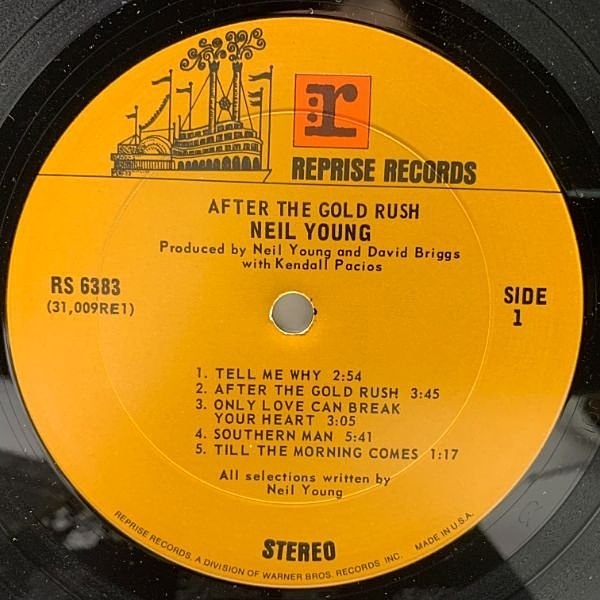 r
REPRISE RECORDS
AFTER THE GOLD RUSH
NEIL YOUNG
Produced by Neil Young and David Briggs
with Kendall Pacios
RS 6383
(31,009RE1)
SIDE
1
1. TELL ME WHY 2:54
2. AFTER THE GOLD RUSH 3:45
3. ONLY LOVE CAN BREAK
YOUR HEART 3:05
4. SOUTHERN MAN 5:41
5. TILL THE MORNING COMES 1:17
All selections written by
Neil Young
STEREO
REPRISE RECORDS, A DIVISION OF WARNER BROS. RECORDS INC. MADE IN U.S.A.